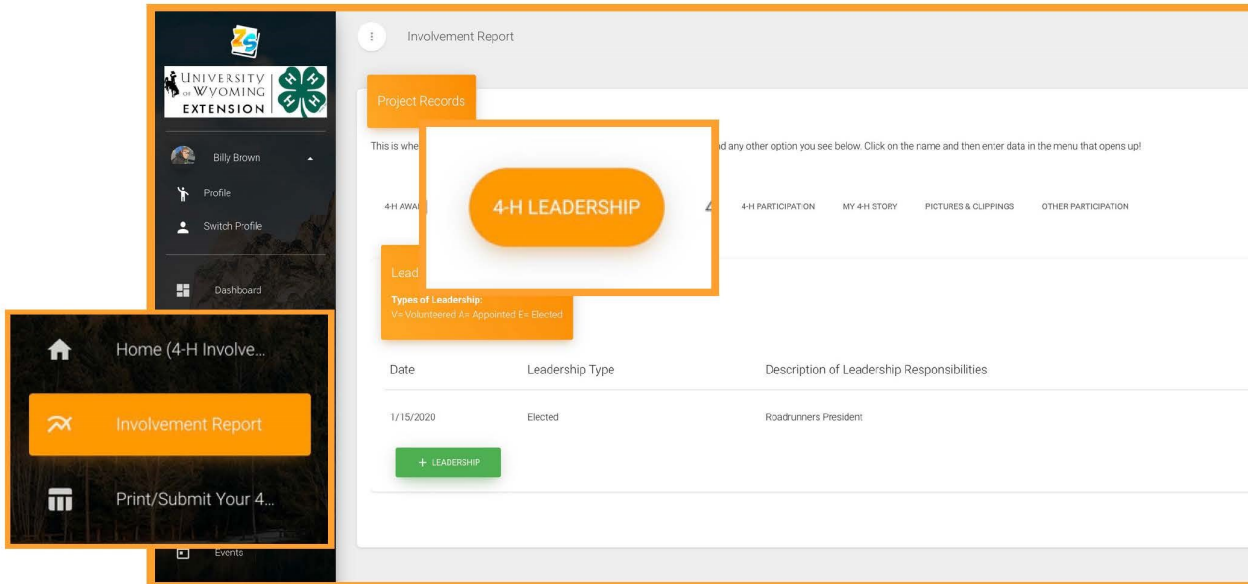 ZS
UNIVERSITY
OF WYOMING
EXTENSION
H H
H H
Billy Brown
Profile
Switch Profile
Dashboard
Home (4-H Involve...
Involvement Report
Print/Submit Your 4...
Events
Involvement Report
Project Records
This is whe
d any other option you see below. Click on the name and then enter data in the menu that opens up!
4-H AWA
4-H LEADERSHIP
4
4-H PARTICIPATION
MY 4-H STORY
PICTURES & CLIPPINGS
OTHER PARTICIPATION
Lead
Types of Leadership:
V= Volunteered A= Appointed E= Elected
Date Leadership Type Description of Leadership Responsibilities
1/15/2020 Elected Roadrunners President
+ LEADERSHIP